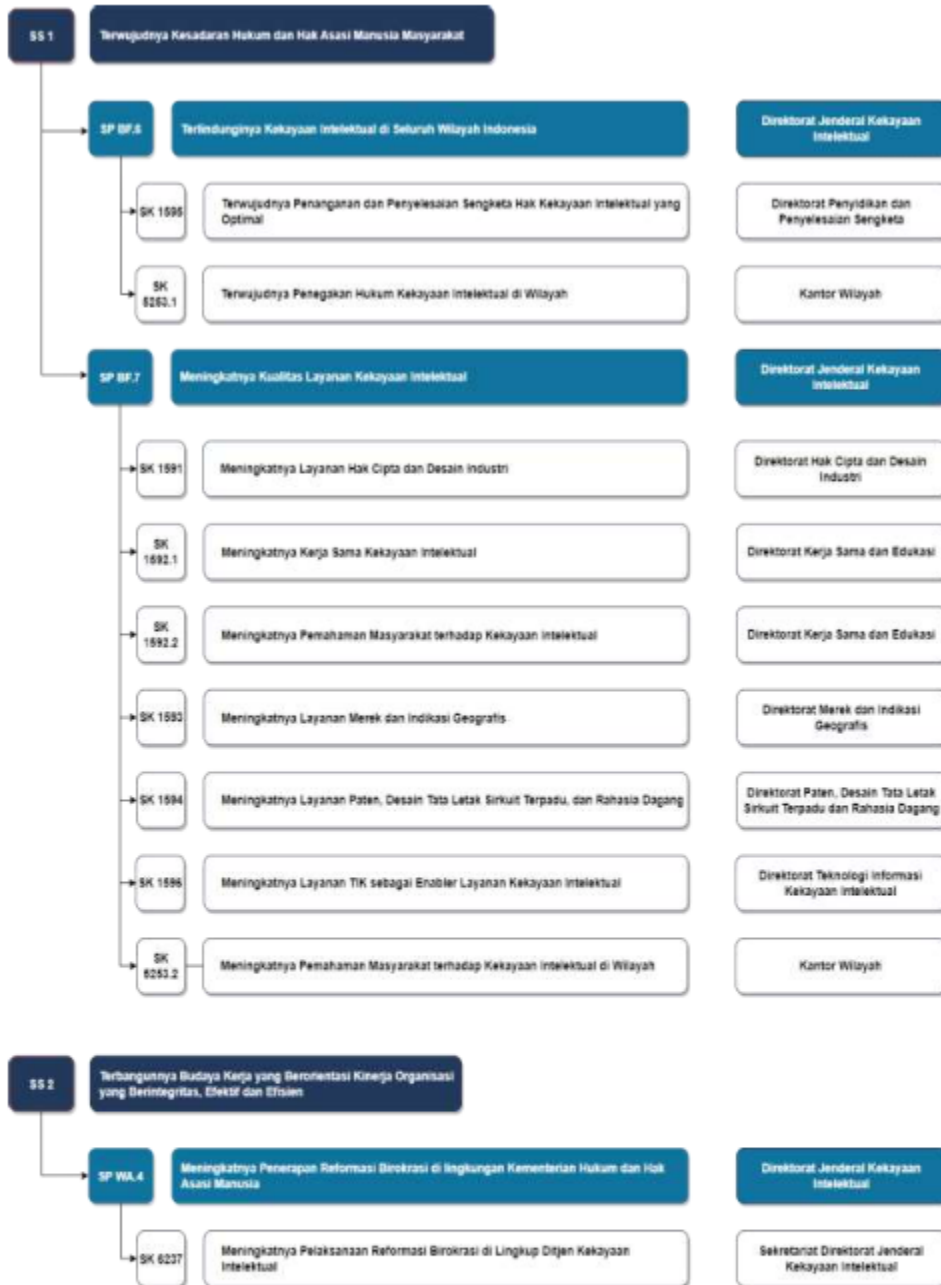 SS 1
Terwujudnya Kesadaran Hukum dan Hak Asasi Manusia Masyarakat
SP BF.6
Terlindunginya Kekayaan Intelektual di Seluruh Wilayah Indonesia
Direktorat Jenderal Kekayaan
Intelektual
SK 1595
Terwujudnya Penanganan dan Penyelesaian Sengketa Hak Kekayaan Intelektual yang
Optimal
Direktorat Penyidikan dan
Penyelesaian Sengketa
SK
5253.1
Terwujudnya Penegakan Hukum Kekayaan Intelektual di Wilayah
Kantor Wilayah
SP BF.7
Meningkatnya Kualitas Layanan Kekayaan Intelektual
Direktorat Jenderal Kekayaan
Intelektual
SK 1591
Meningkatnya Layanan Hak Cipta dan Desain Industri
Direktorat Hak Cipta dan Desain
Industri
SK
1592.1
Meningkatnya Kerja Sama Kekayaan Intelektual
Direktorat Kerja Sama dan Edukasi
SK
1592.2
Meningkatnya Pemahaman Masyarakat terhadap Kekayaan Intelektual
Direktorat Kerja Sama dan Edukasi
SK 1593
Meningkatnya Layanan Merek dan Indikasi Geografis
Direktorat Merek dan Indikasi
Geografis
SK 1594
Meningkatnya Layanan Paten, Desain Tata Letak Sirkuit Terpadu, dan Rahasia Dagang
Direktorat Paten, Desain Tata Letak
Sirkuit Terpadu dan Rahasia Dagang
SK 1596
Meningkatnya Layanan TIK sebagai Enabler Layanan Kekayaan Intelektual
Direktorat Teknologi Informasi
Kekayaan Intelektual
SK
5253.2
Meningkatnya Pemahaman Masyarakat terhadap Kekayaan Intelektual di Wilayah
Kantor Wilayah
SS 2
Terbangunnya Budaya Kerja yang Berorientasi Kinerja Organisasi
yang Berintegritas, Efektif dan Efisien
SP WA.4
Meningkatnya Penerapan Reformasi Birokrasi di lingkungan Kementerian Hukum dan Hak
Asasi Manusia
Direktorat Jenderal Kekayaan
Intelektual
SK 6237
Meningkatnya Pelaksanaan Reformasi Birokrasi di Lingkup Ditjen Kekayaan
Intelektual
Sekretariat Direktorat Jenderal
Kekayaan Intelektual